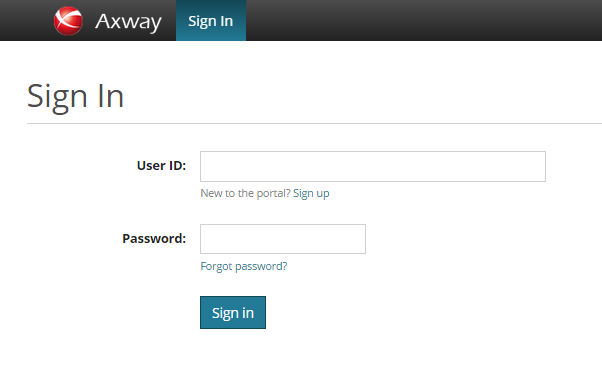 Axway Sign In
Sign In
User ID:
New to the portal? Sign up
Password:
Forgot password?
Sign in